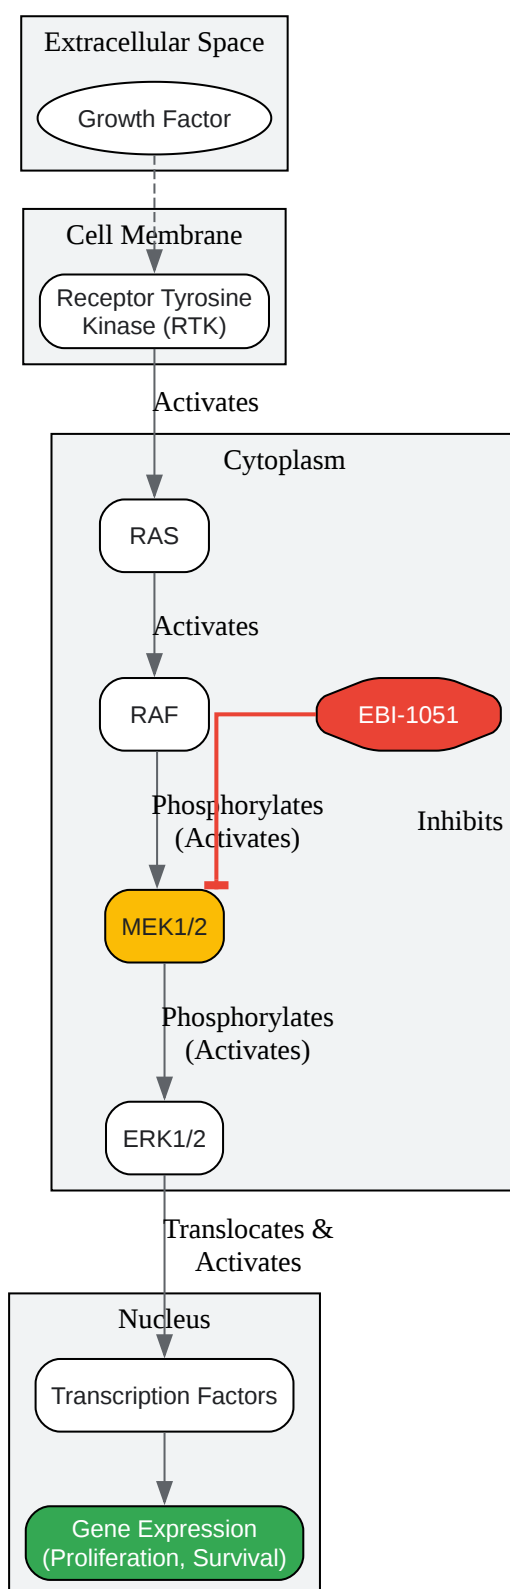 Extracellular Space
Growth Factor
Cell Membrane
Receptor Tyrosine
Kinase (RTK)
Activates
Cytoplasm
RAS
Activates
RAF
EBI-1051
Phosphorylates
(Activates)
Inhibits
MEK1/2
Phosphorylates
(Activates)
ERK1/2
Translocates &
Activates
Nucleus
Transcription Factors
Gene Expression
(Proliferation, Survival)